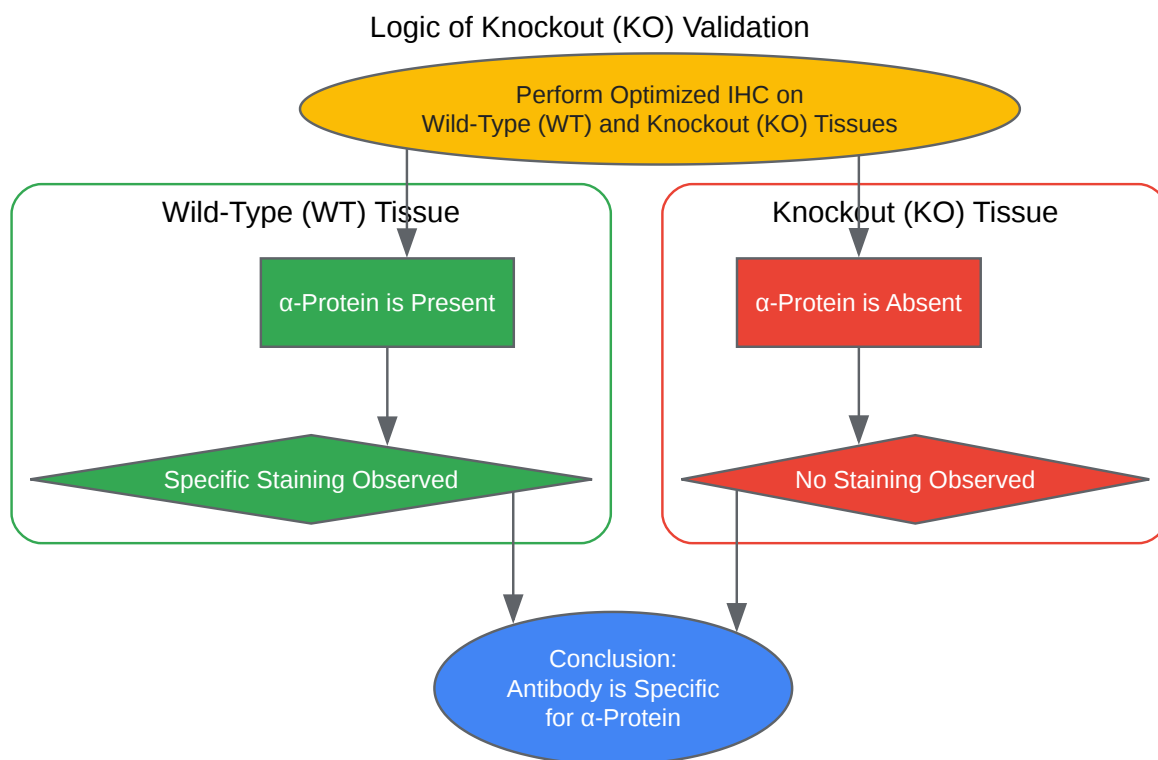 Logic of Knockout (KO) Validation
Perform Optimized IHC on
Wild-Type (WT) and Knockout (KO) Tissues
Wild-Type (WT) Tissue
Knockout (KO) Tissue
α-Protein is Present
α-Protein is Absent
Specific Staining Observed
No Staining Observed
Conclusion:
Antibody is Specific
for α-Protein